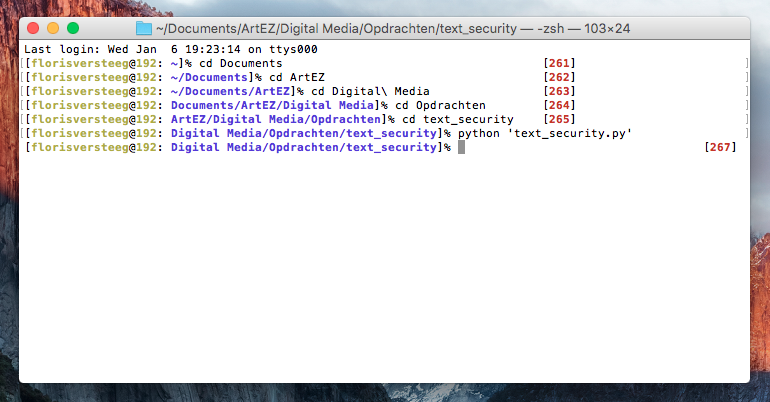 ~/Documents/ArtEZ/Digital Media/Opdrachten/text_security — -zsh — 103×24
Last login: Wed Jan  6 19:23:14 on ttys000
[[florisversteeg@192: ~]% cd Documents [261] ]
[[florisversteeg@192: ~/Documents]% cd ArtEZ [262] ]
[[florisversteeg@192: ~/Documents/ArtEZ]% cd Digital\ Media [263] ]
[[florisversteeg@192: Documents/ArtEZ/Digital Media]% cd Opdrachten [264] ]
[[florisversteeg@192: ArtEZ/Digital Media/Opdrachten]% cd text_security [265] ]
[[florisversteeg@192: Digital Media/Opdrachten/text_security]% python 'text_security.py' ]
[florisversteeg@192: Digital Media/Opdrachten/text_security]% [267]